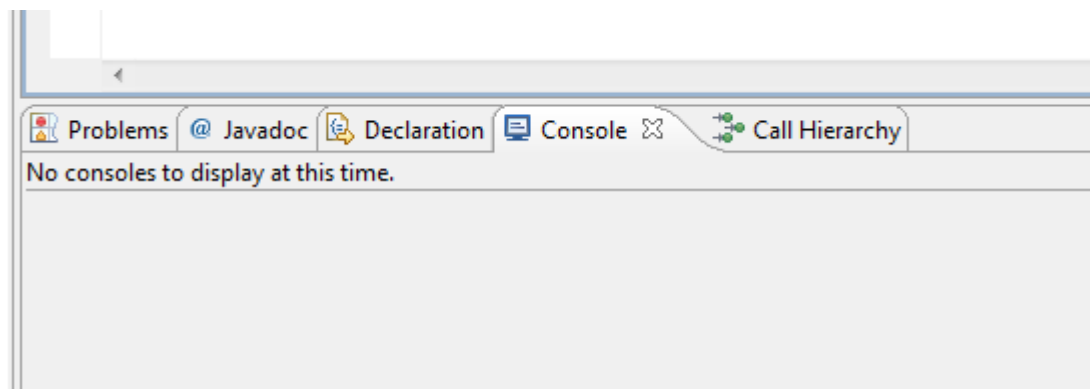 Problems @ Javadoc Declaration Console Call Hierarchy
No consoles to display at this time.